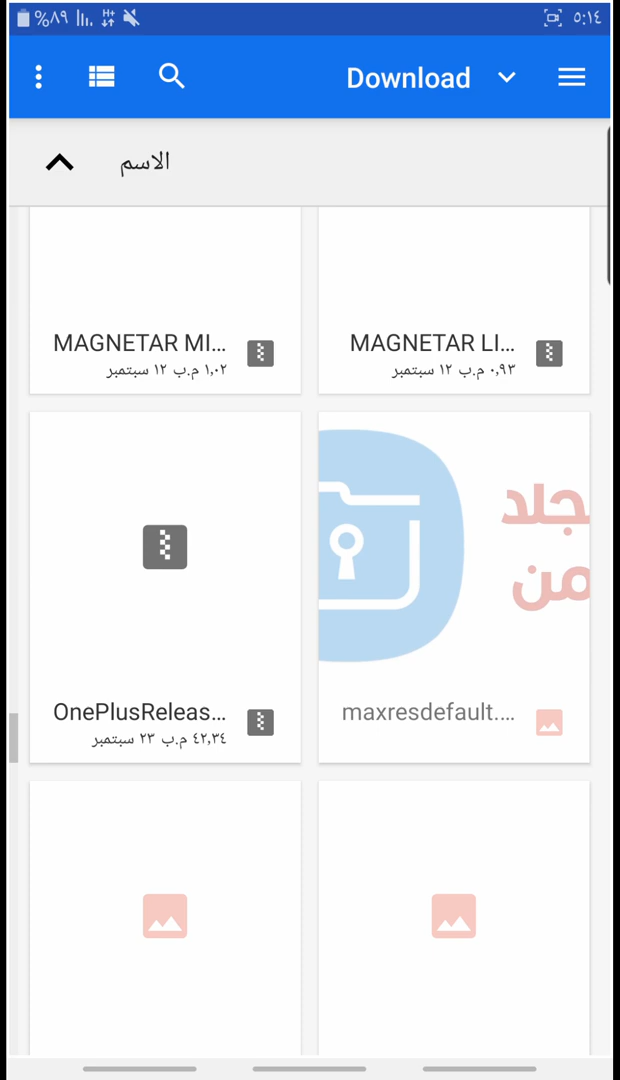 ٥:١٤
%٨٩
H+
Download
الاسم
MAGNETAR LI...
٠,٩٣ م.ب ١٢ سبتمبر
MAGNETAR MI...
١,٠٢ م.ب ١٢ سبتمبر
جلد
من
maxresdefault....
OnePlusReleas...
٤٢,٣٤ م.ب ٢٣ سبتمبر